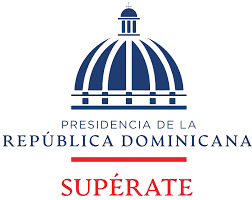 PRESIDENCIA DE LA
REPÚBLICA DOMINICANA
SUPÉRATE